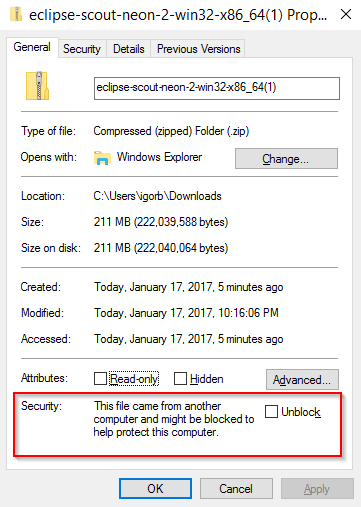 eclipse-scout-neon-2-win32-x86_64(1) Prop...
General Security Details Previous Versions
eclipse-scout-neon-2-win32-x86_64(1)
Type of file: Compressed (zipped) Folder (.zip)
Opens with: Windows Explorer Change...
Location: C:\Users\igorb\Downloads
Size: 211 MB (222,039,588 bytes)
Size on disk: 211 MB (222,040,064 bytes)
Created: Today, January 17, 2017, 5 minutes ago
Modified: Today, January 17, 2017, 10:16:06 PM
Accessed: Today, January 17, 2017, 5 minutes ago
Attributes: Read-only Hidden Advanced...
Security: This file came from another Unblock
computer and might be blocked to
help protect this computer.
OK Cancel Apply